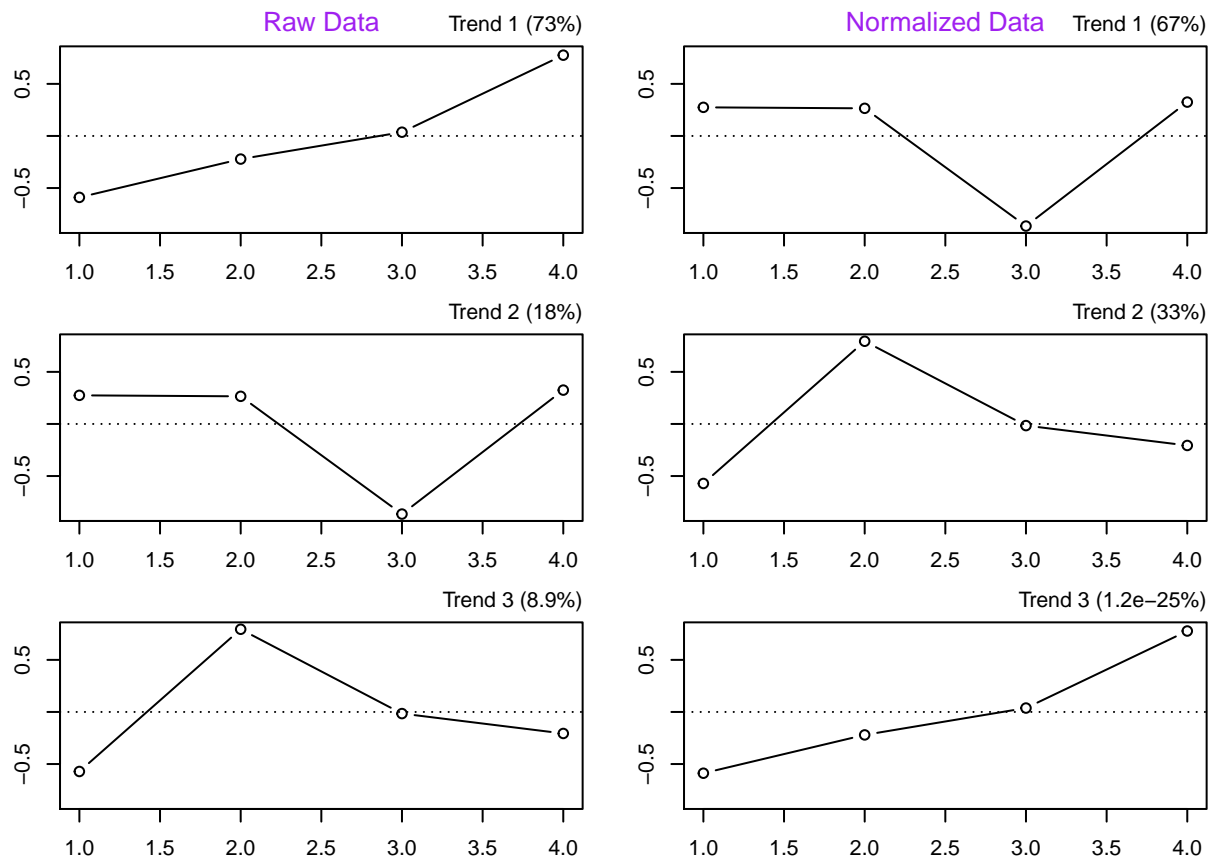 Raw Data
Trend 1 (73%)
0.5
−0.5
1.0 1.5 2.0 2.5 3.0 3.5 4.0
Normalized Data
Trend 1 (67%)
0.5
−0.5
1.0 1.5 2.0 2.5 3.0 3.5 4.0
Trend 2 (18%)
0.5
−0.5
1.0 1.5 2.0 2.5 3.0 3.5 4.0
Trend 2 (33%)
0.5
−0.5
1.0 1.5 2.0 2.5 3.0 3.5 4.0
Trend 3 (8.9%)
0.5
−0.5
1.0 1.5 2.0 2.5 3.0 3.5 4.0
Trend 3 (1.2e−25%)
0.5
−0.5
1.0 1.5 2.0 2.5 3.0 3.5 4.0